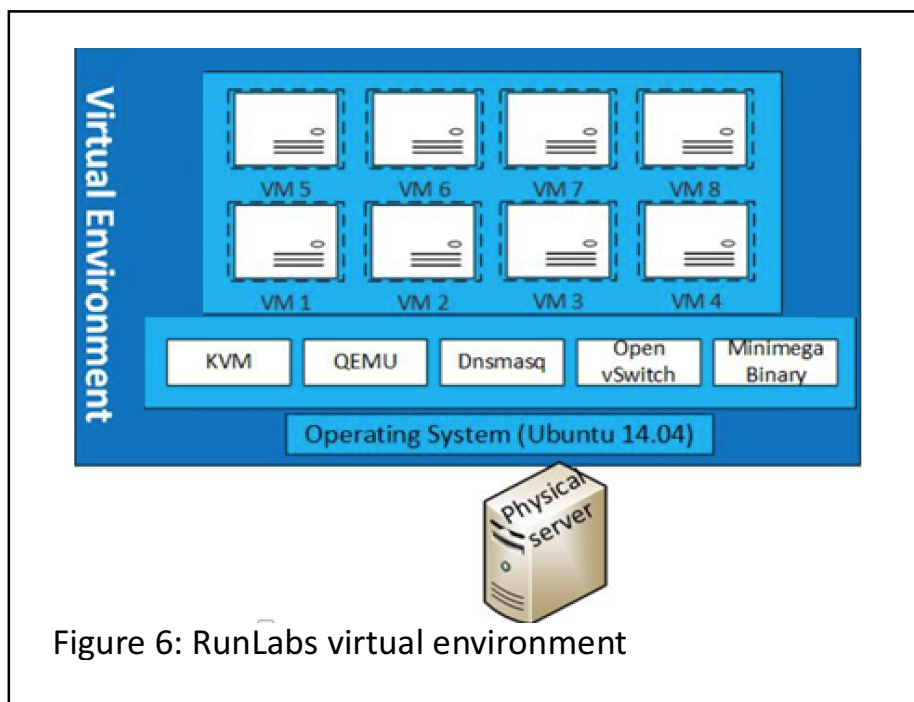 Virtual Environment
VM 5 VM 6 VM 7 VM 8
VM 1 VM 2 VM 3 VM 4
KVM
QEMU
Dnsmasq
Open
vSwitch
Minimega
Binary
Operating System (Ubuntu 14.04)
Physical
server
Figure 6: RunLabs virtual environment